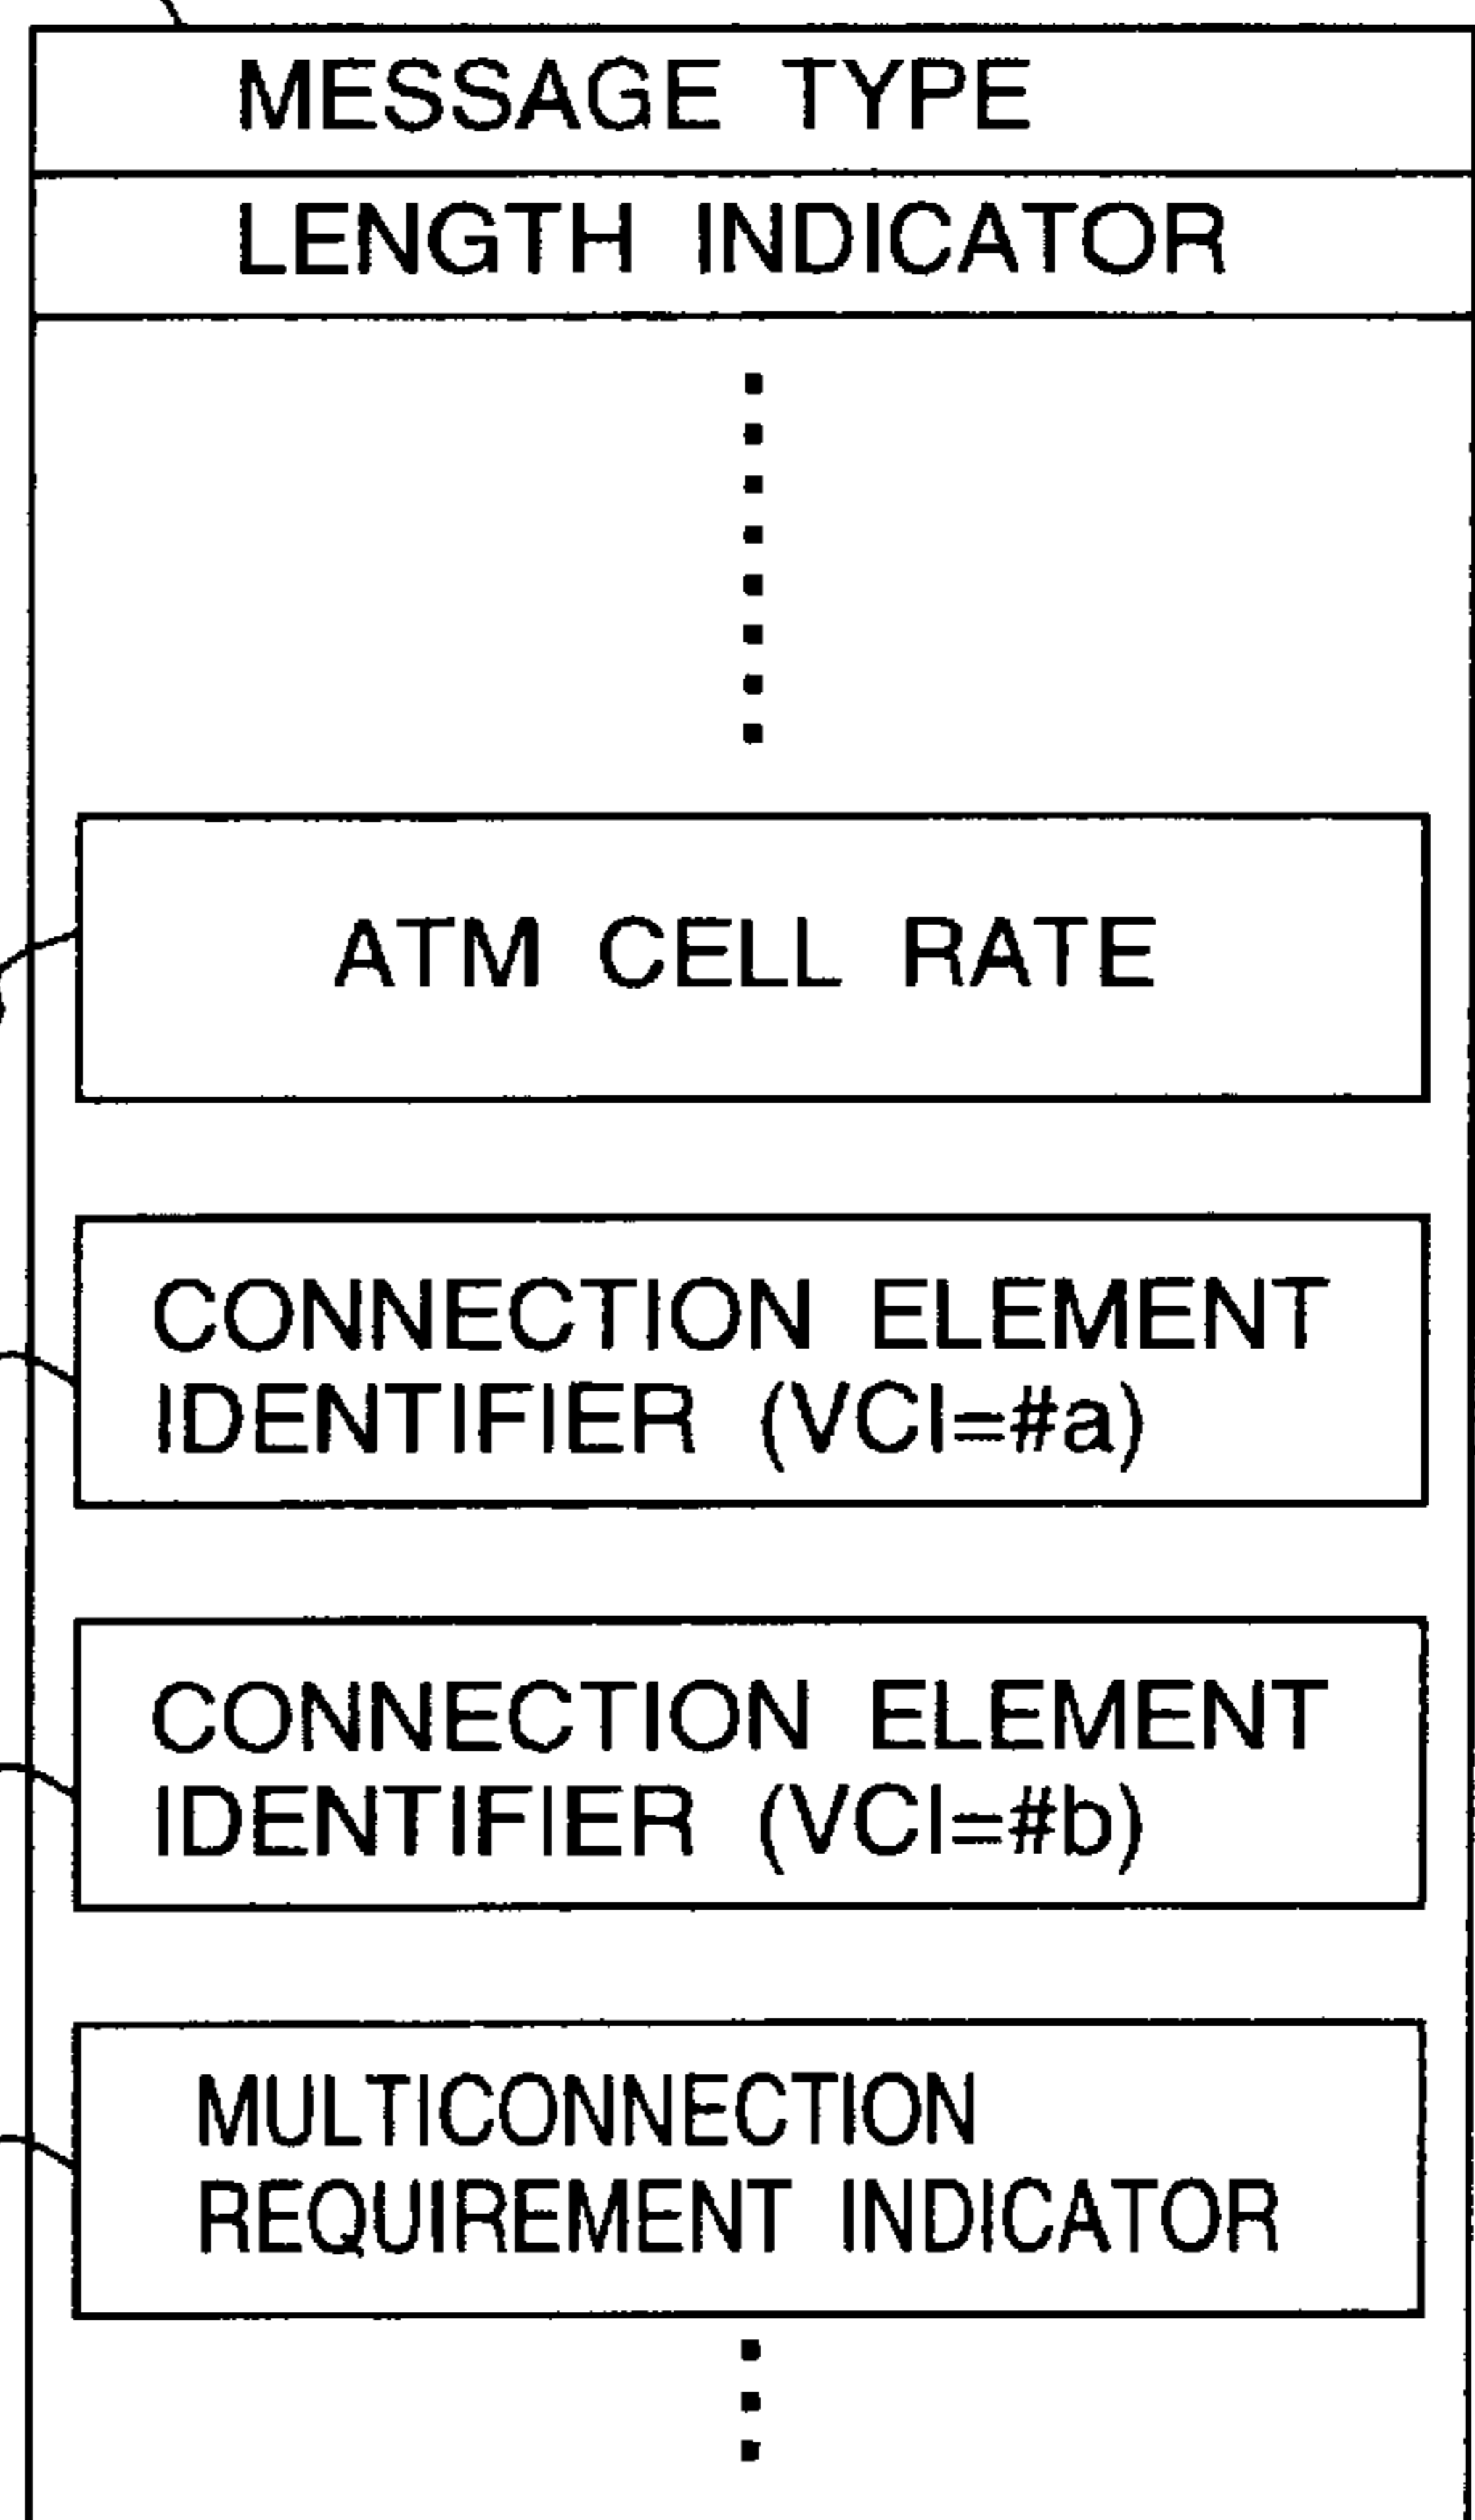 MESSAGE TYPE
LENGTH INDICATOR
ATM CELL RATE
CONNECTION ELEMENT
IDENTIFIER (VCI=#a)
CONNECTION ELEMENT
IDENTIFIER (VCI=#b)
MULTICONNECTION
REQUIREMENT INDICATOR